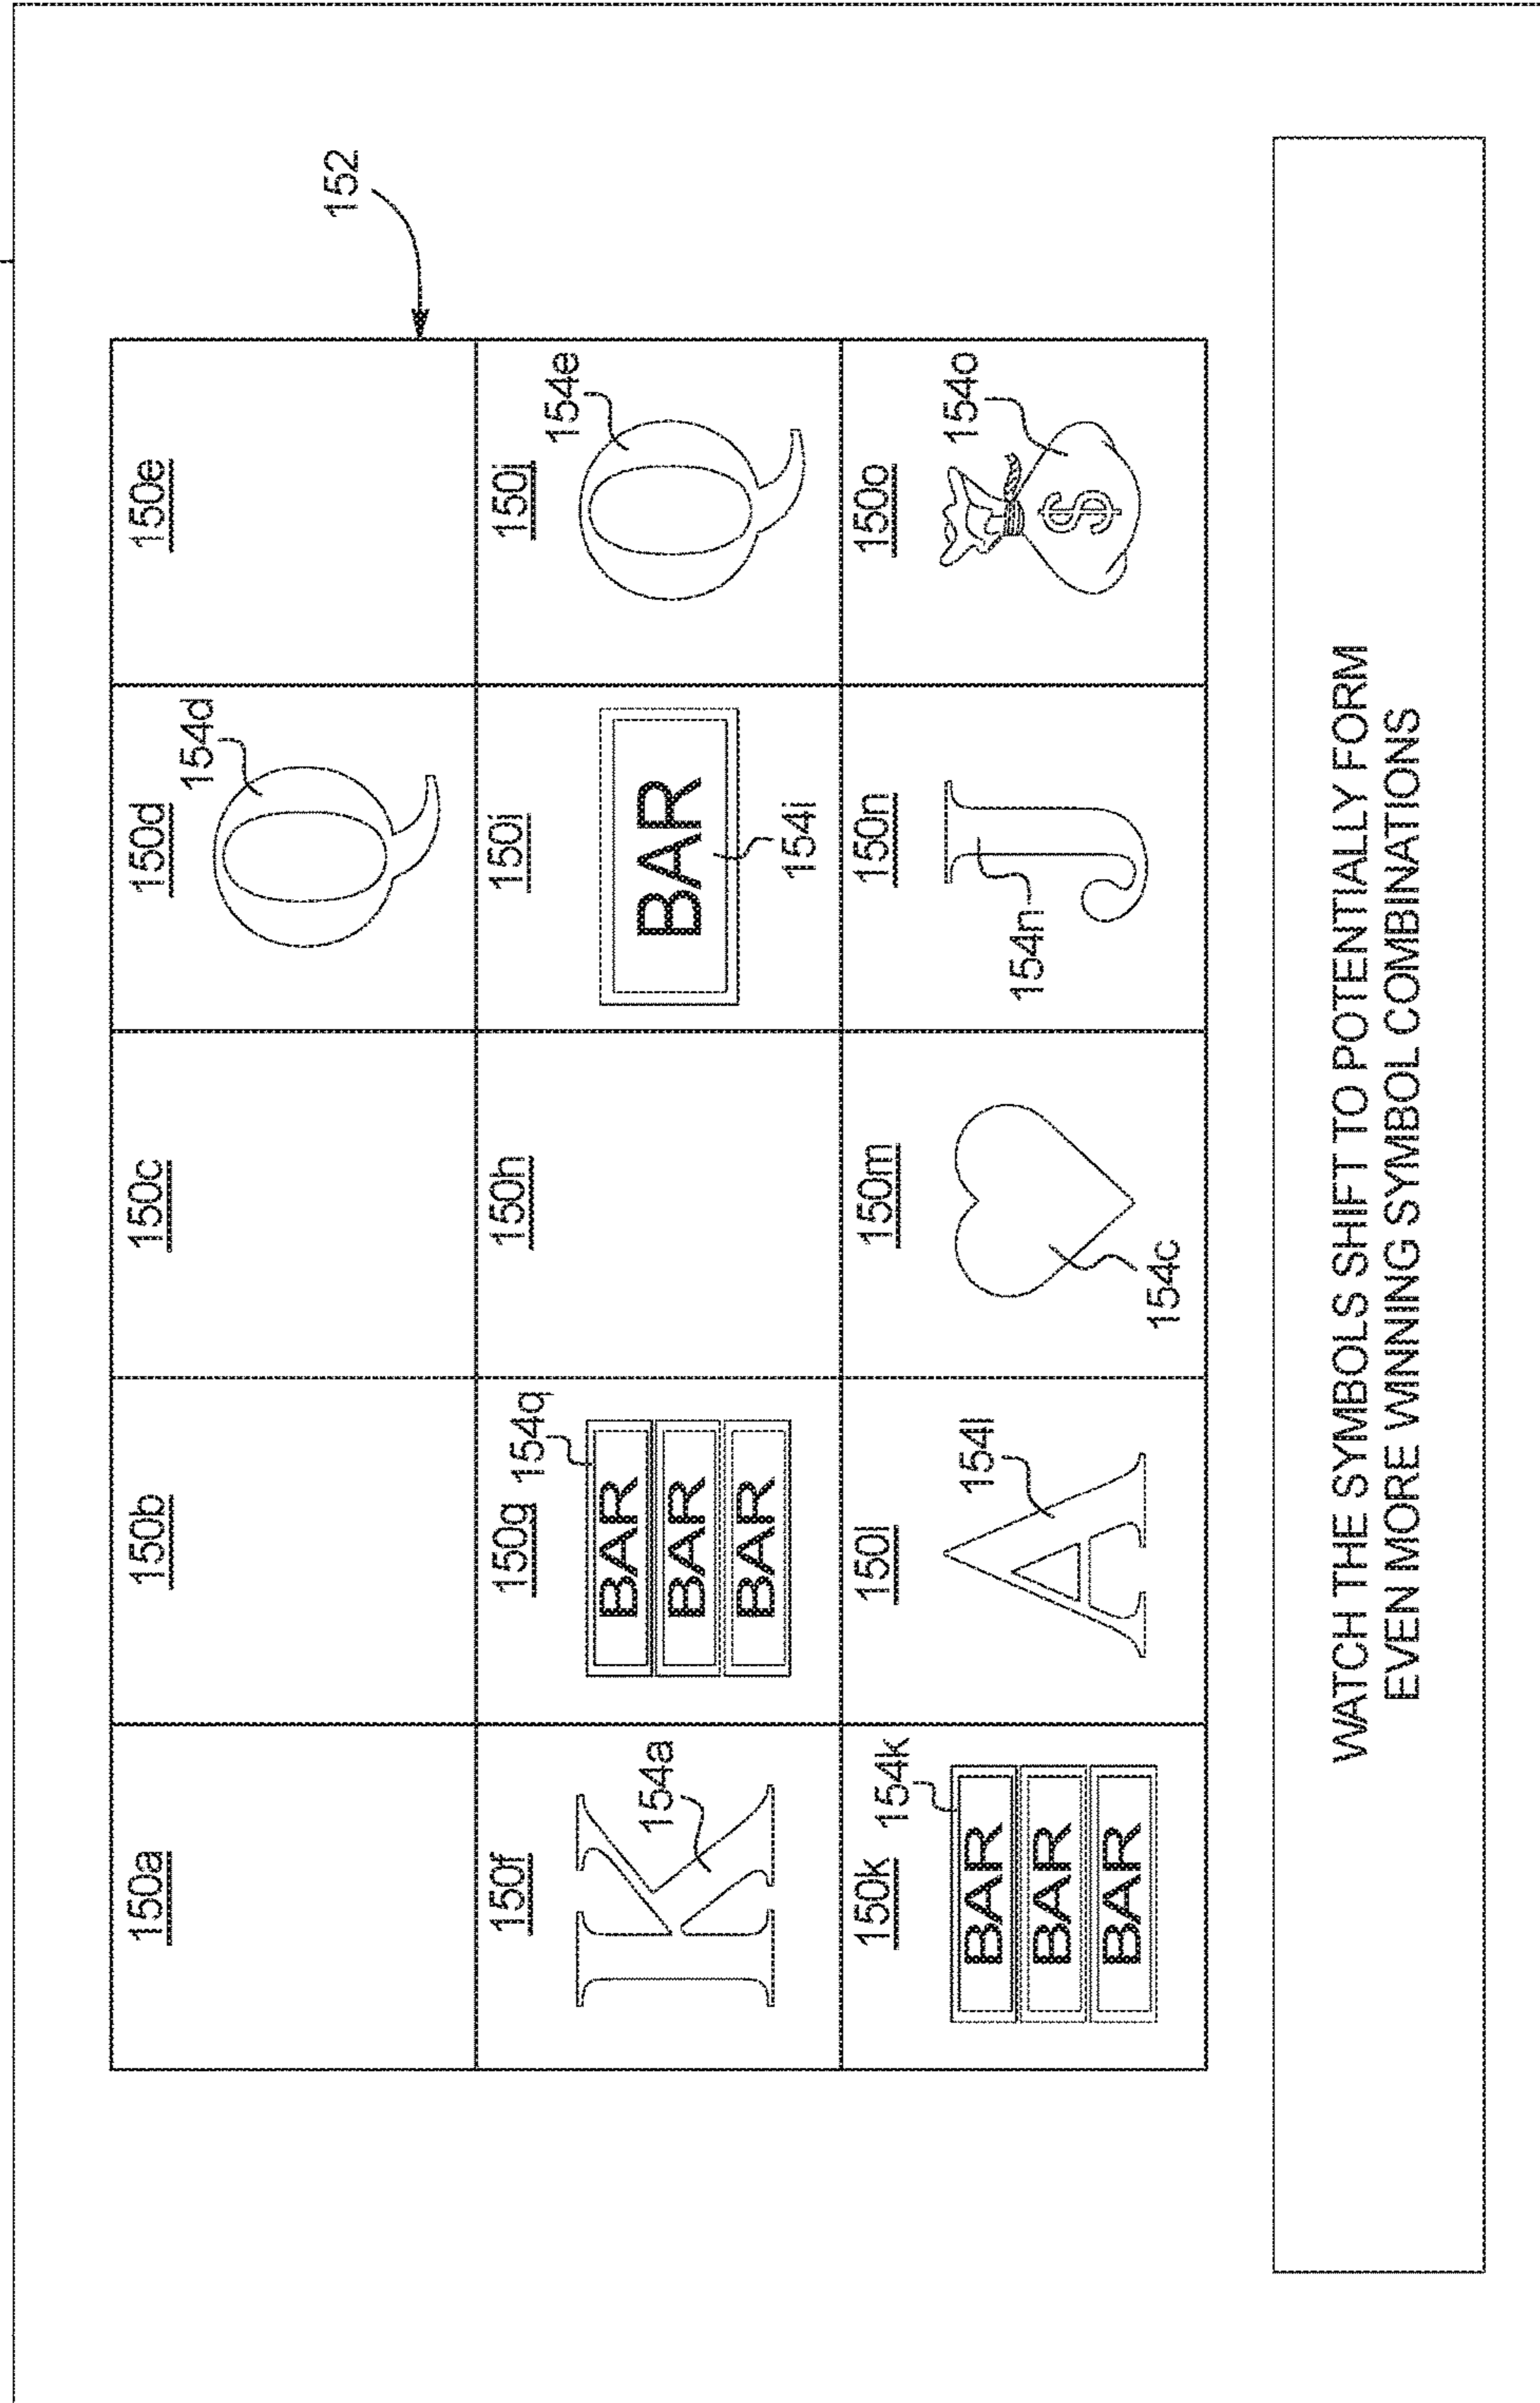 152
150a
150b
150c
150d
150e
154d
Q
150f
150g
150h
150i
150j
154a
154q
154e
K
BAR
BAR
BAR
BAR
Q
154i
150k
150l
150m
150n
150o
154k
154l
154o
BAR
BAR
BAR
A
J
$
154n
154c
WATCH THE SYMBOLS SHIFT TO POTENTIALLY FORM
EVEN MORE WINNING SYMBOL COMBINATIONS